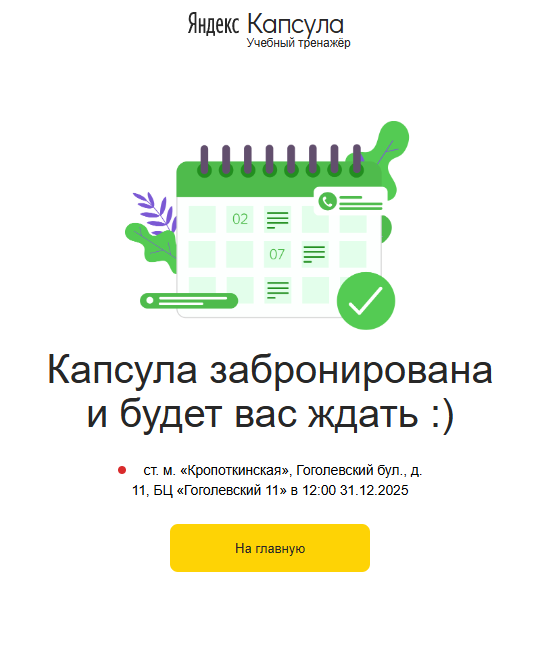 Яндекс Капсула
Учебный тренажёр
02
07
Капсула забронирована
и будет вас ждать :)
ст. м. «Кропоткинская», Гоголевский бул., д.
11, БЦ «Гоголевский 11» в 12:00 31.12.2025
На главную